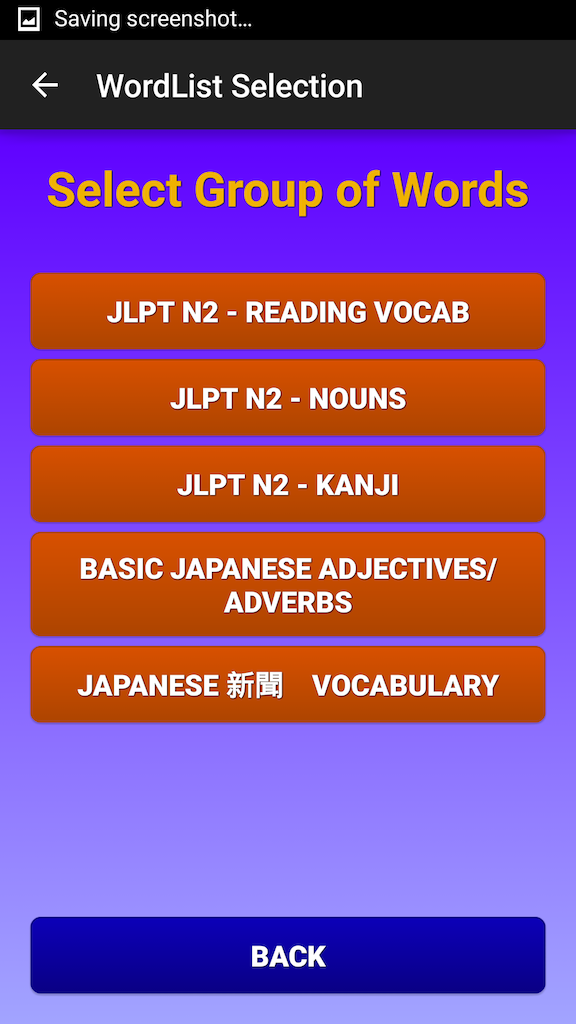 Saving screenshot...
WordList Selection
Select Group of Words
JLPT N2 - READING VOCAB
JLPT N2 - NOUNS
JLPT N2 - KANJI
BASIC JAPANESE ADJECTIVES/
ADVERBS
JAPANESE 新聞　VOCABULARY
BACK